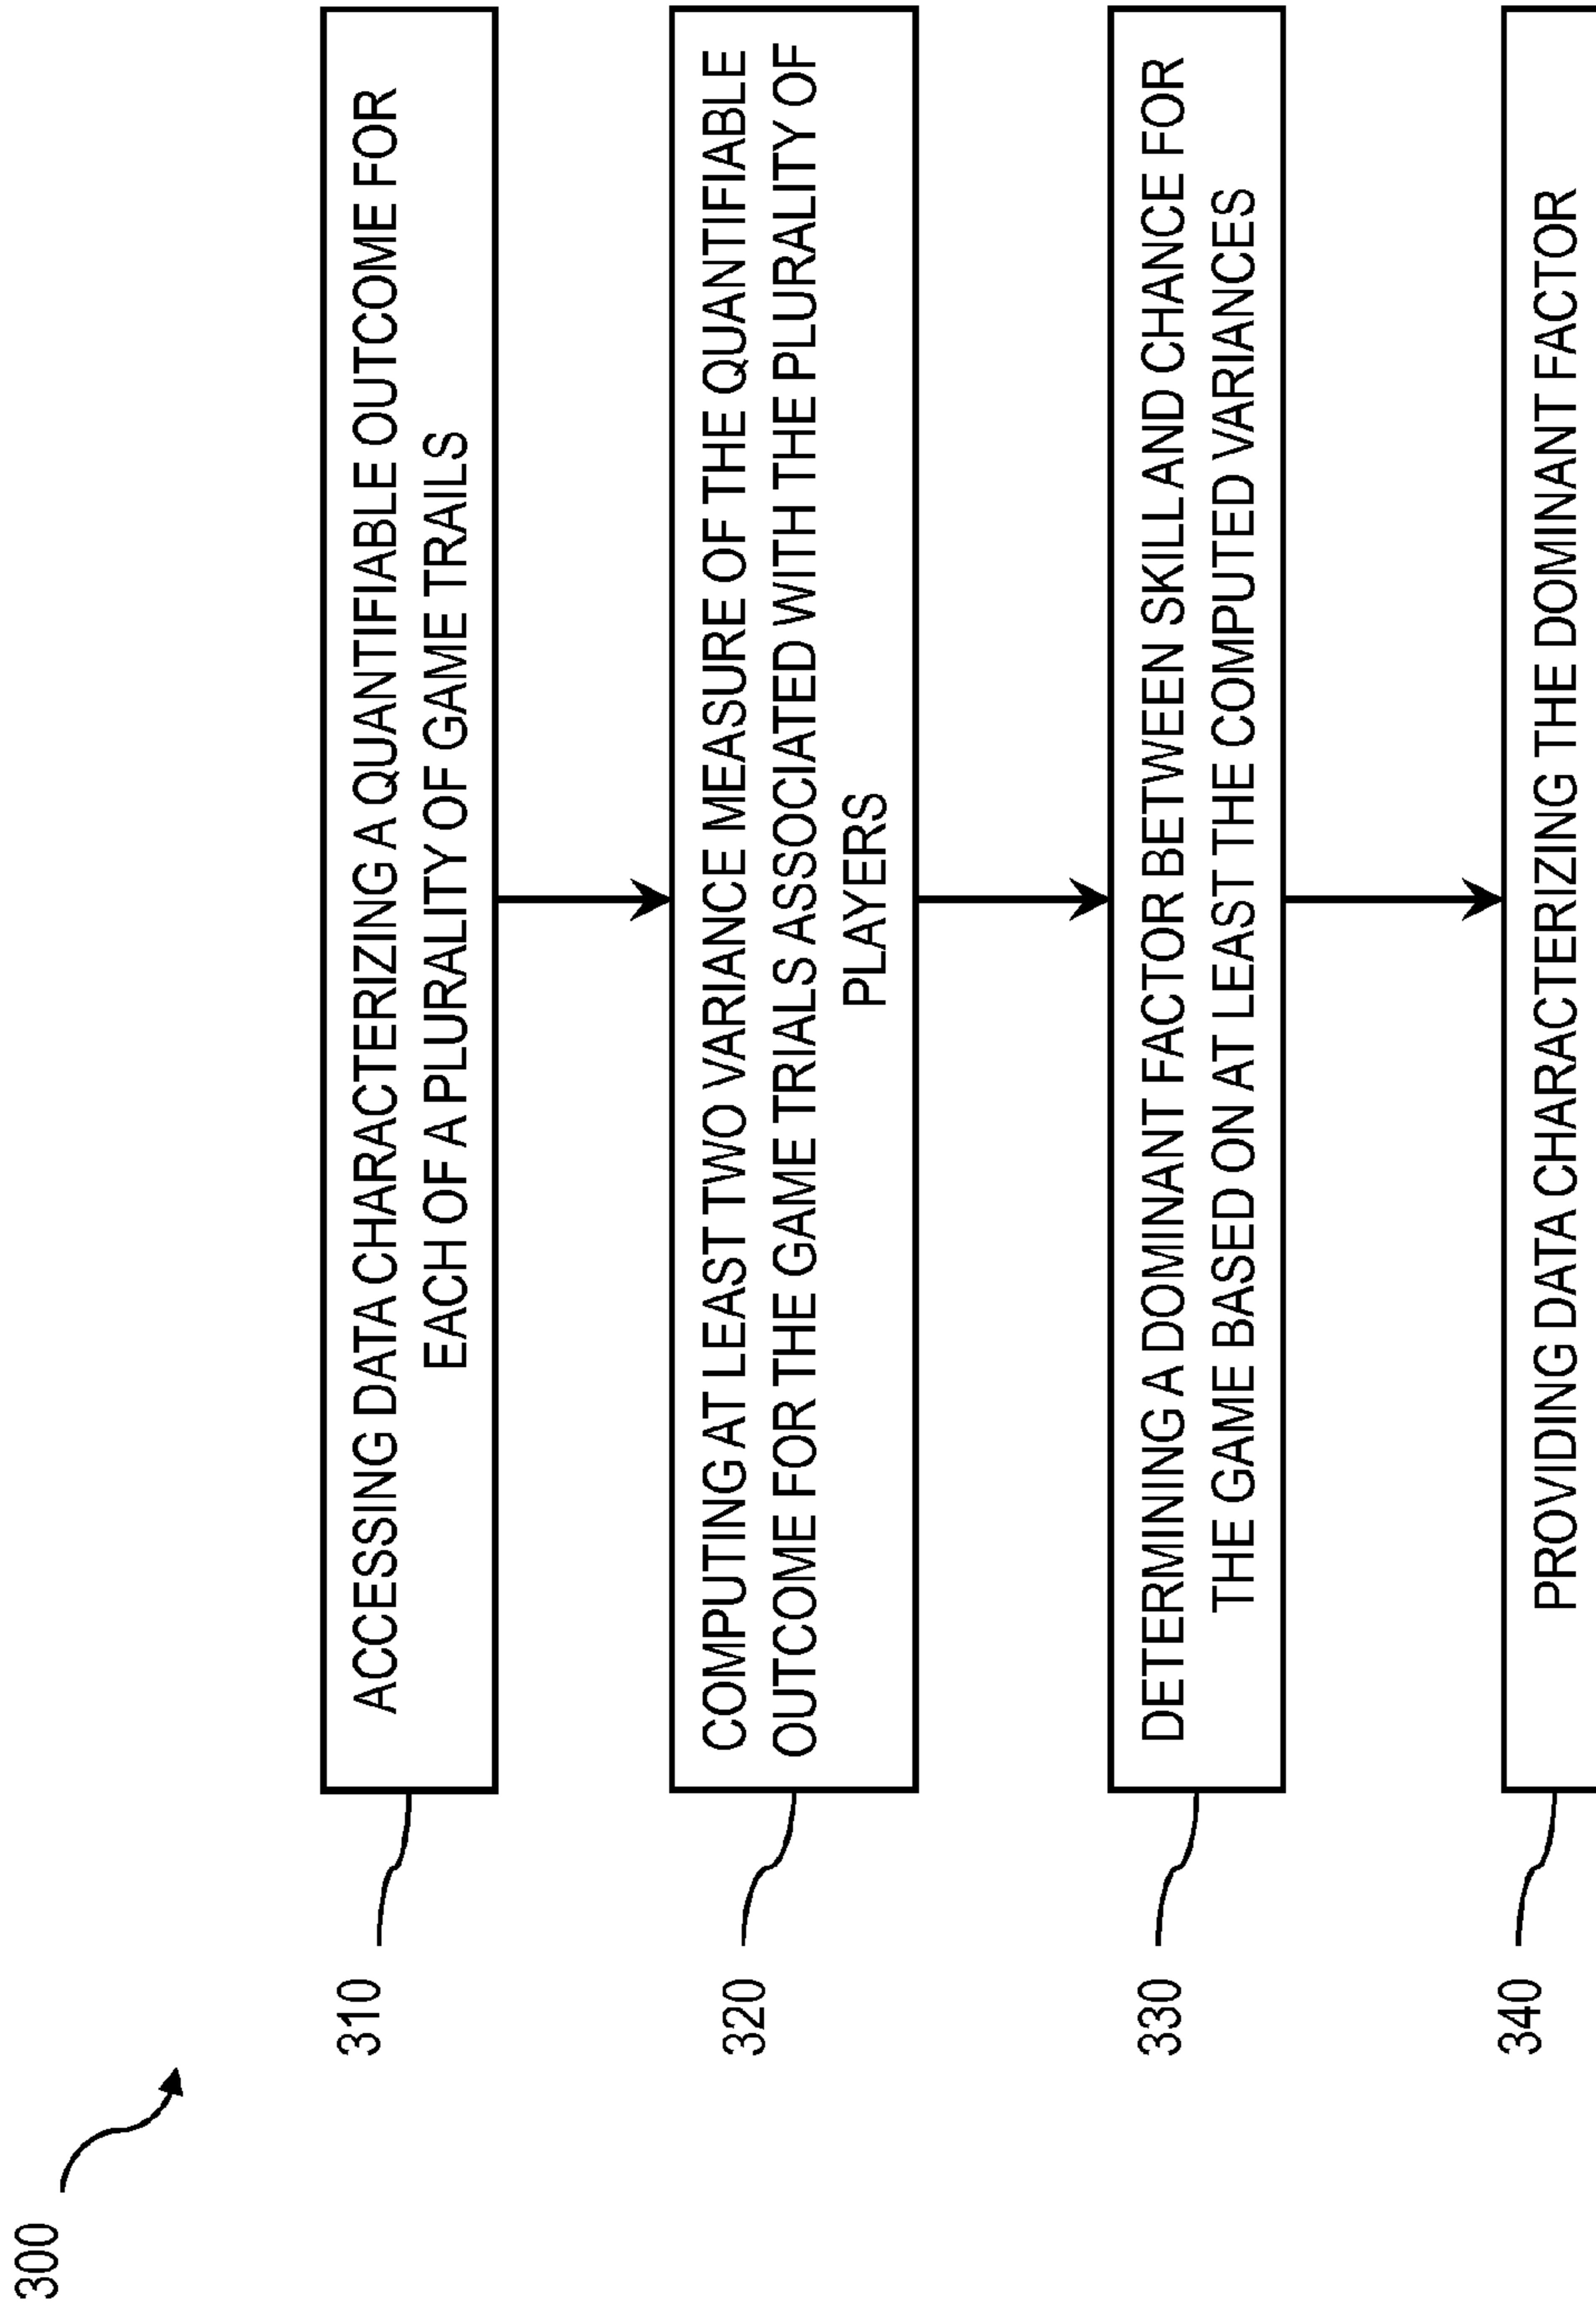 300
310
ACCESSING DATA CHARACTERIZING A QUANTIFIABLE OUTCOME FOR
EACH OF A PLURALITY OF GAME TRAILS
320
COMPUTING AT LEAST TWO VARIANCE MEASURE OF THE QUANTIFIABLE
OUTCOME FOR THE GAME TRIALS ASSOCIATED WITH THE PLURALITY OF
PLAYERS
330
DETERMINING A DOMINANT FACTOR BETWEEN SKILL AND CHANCE FOR
THE GAME BASED ON AT LEAST THE COMPUTED VARIANCES
340
PROVIDING DATA CHARACTERIZING THE DOMINANT FACTOR